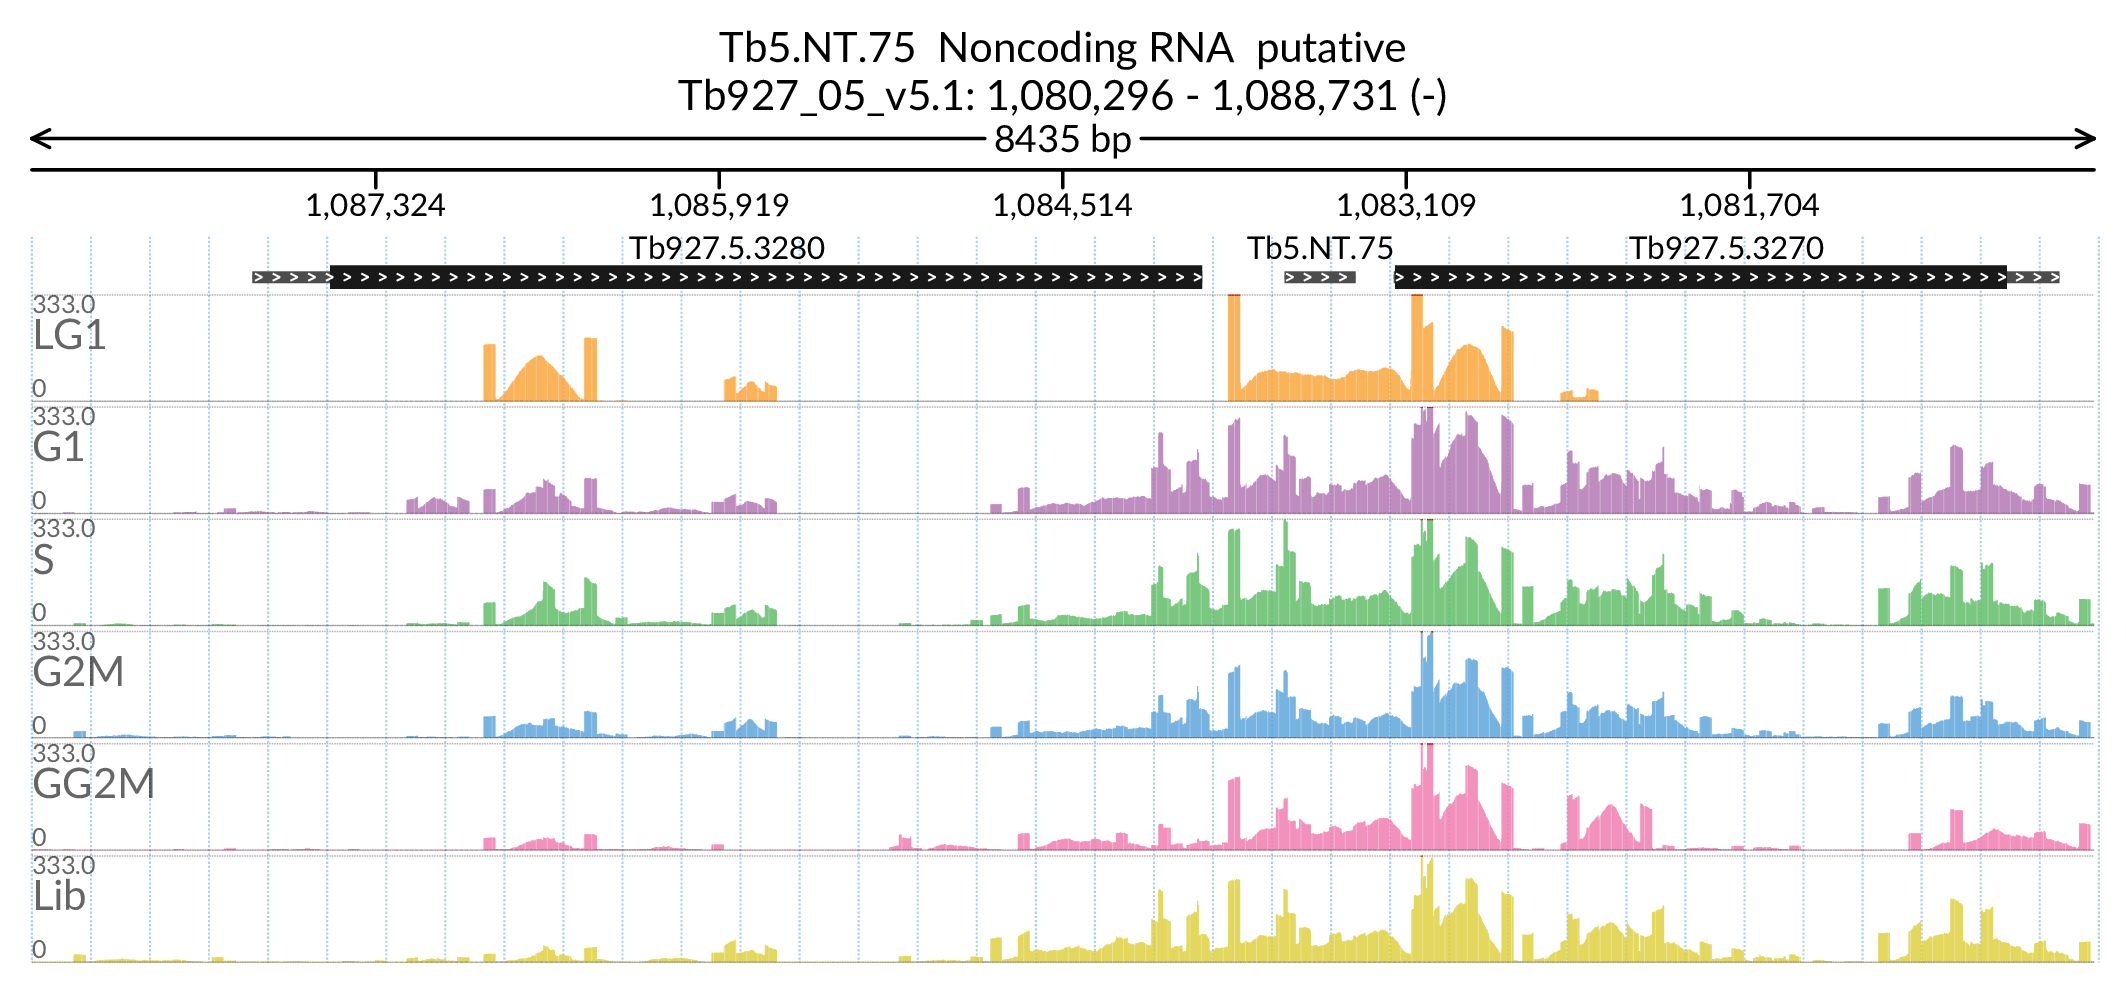 Tb5.NT.75  Noncoding RNA  putative
Tb927_05_v5.1: 1,080,296 - 1,088,731 (-)
8435 bp
1,087,324 1,085,919 1,084,514 1,083,109 1,081,704
Tb927.5.3280 Tb5.NT.75 Tb927.5.3270
333.0
LG1
0
333.0
G1
0
333.0
S
0
333.0
G2M
0
333.0
GG2M
0
333.0
Lib
0